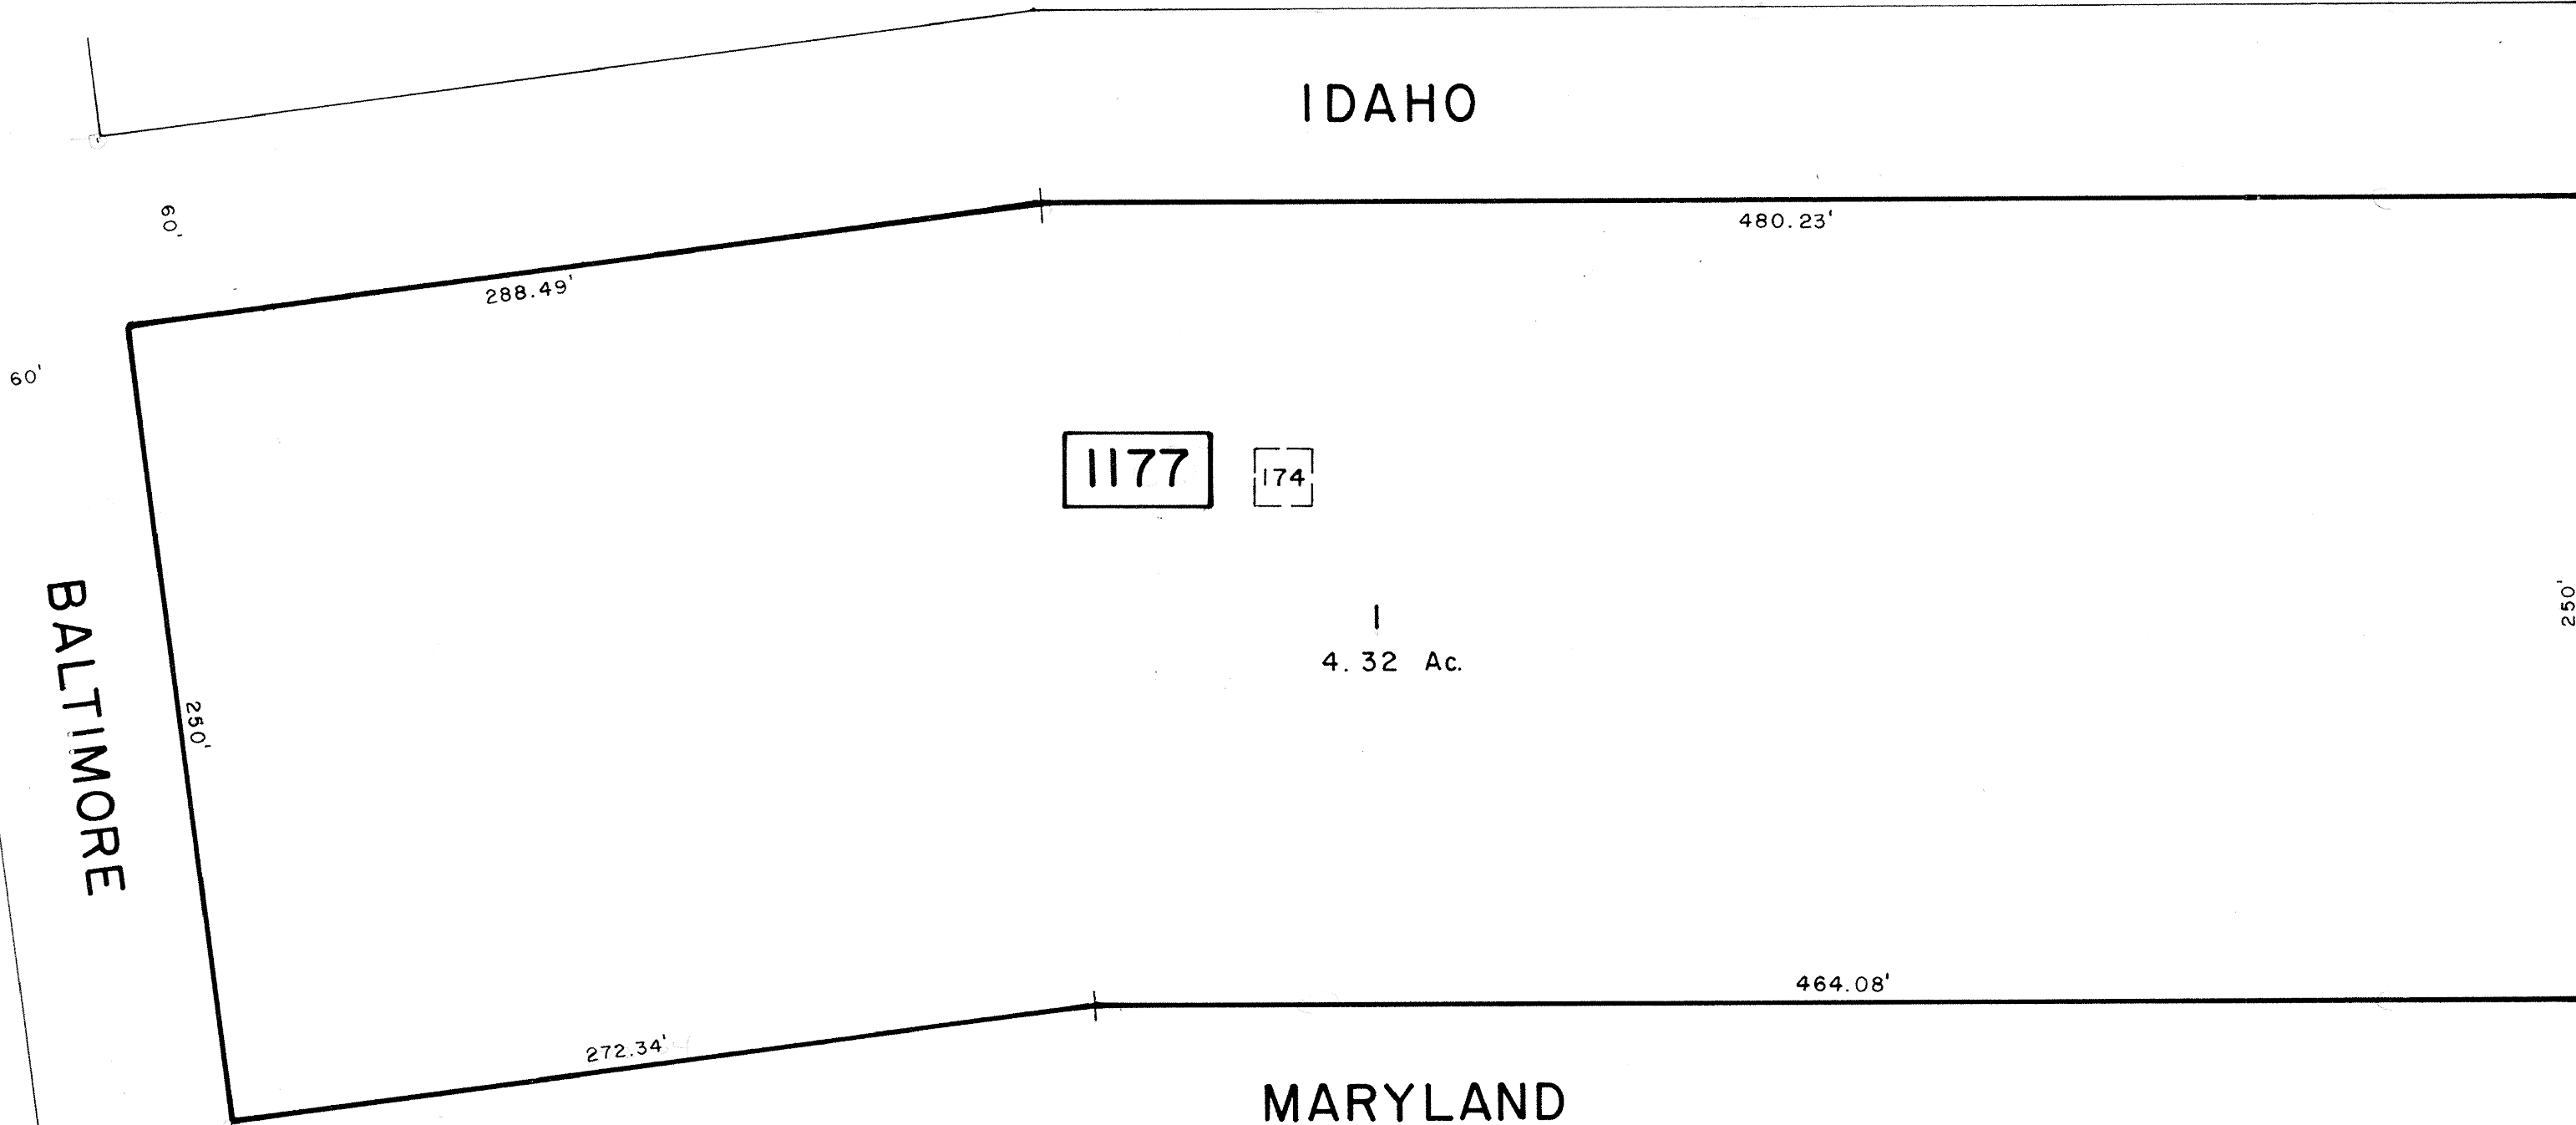 IDAHO
60'
480.23'
288.49'
60'
1177
174
250'
1
4.32 Ac.
BALTIMORE
250'
464.08'
272.34'
MARYLAND